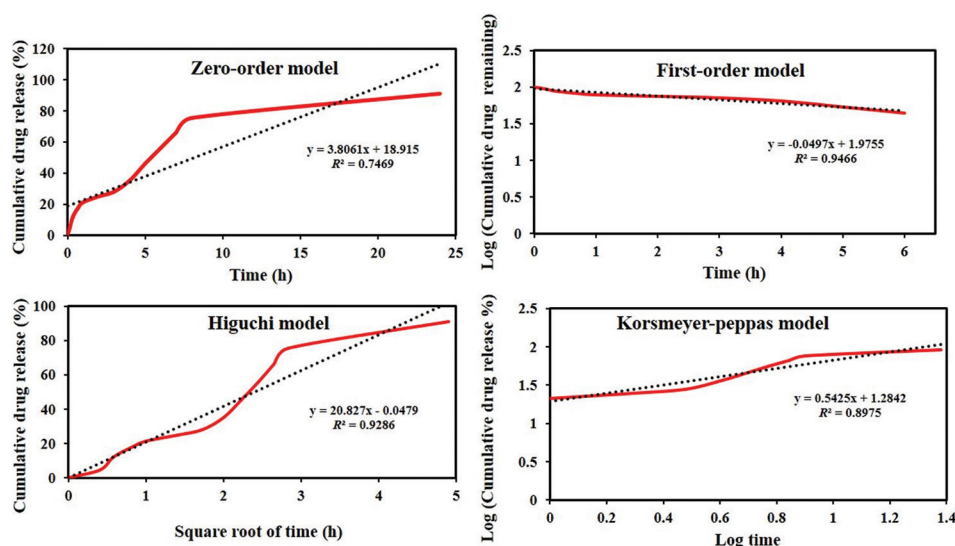 Cumulative drug release (%)
120
100
80
60
40
20
0
Zero-order model
y = 3.8061x + 18.915
R² = 0.7469
0 5 10 15 20 25
Time (h)
Log (Cumulative drug remaining)
2.5
2
1.5
1
0.5
0
First-order model
y = -0.0497x + 1.9755
R² = 0.9466
0 1 2 3 4 5 6
Time (h)
Cumulative drug release (%)
100
80
60
40
20
0
Higuchi model
y = 20.827x - 0.0479
R² = 0.9286
0 1 2 3 4 5
Square root of time (h)
Log (Cumulative drug release %)
2.5
2
1.5
1
0.5
0
Korsmeyer-peppas model
y = 0.5425x + 1.2842
R² = 0.8975
0 0.2 0.4 0.6 0.8 1 1.2 1.4
Log time